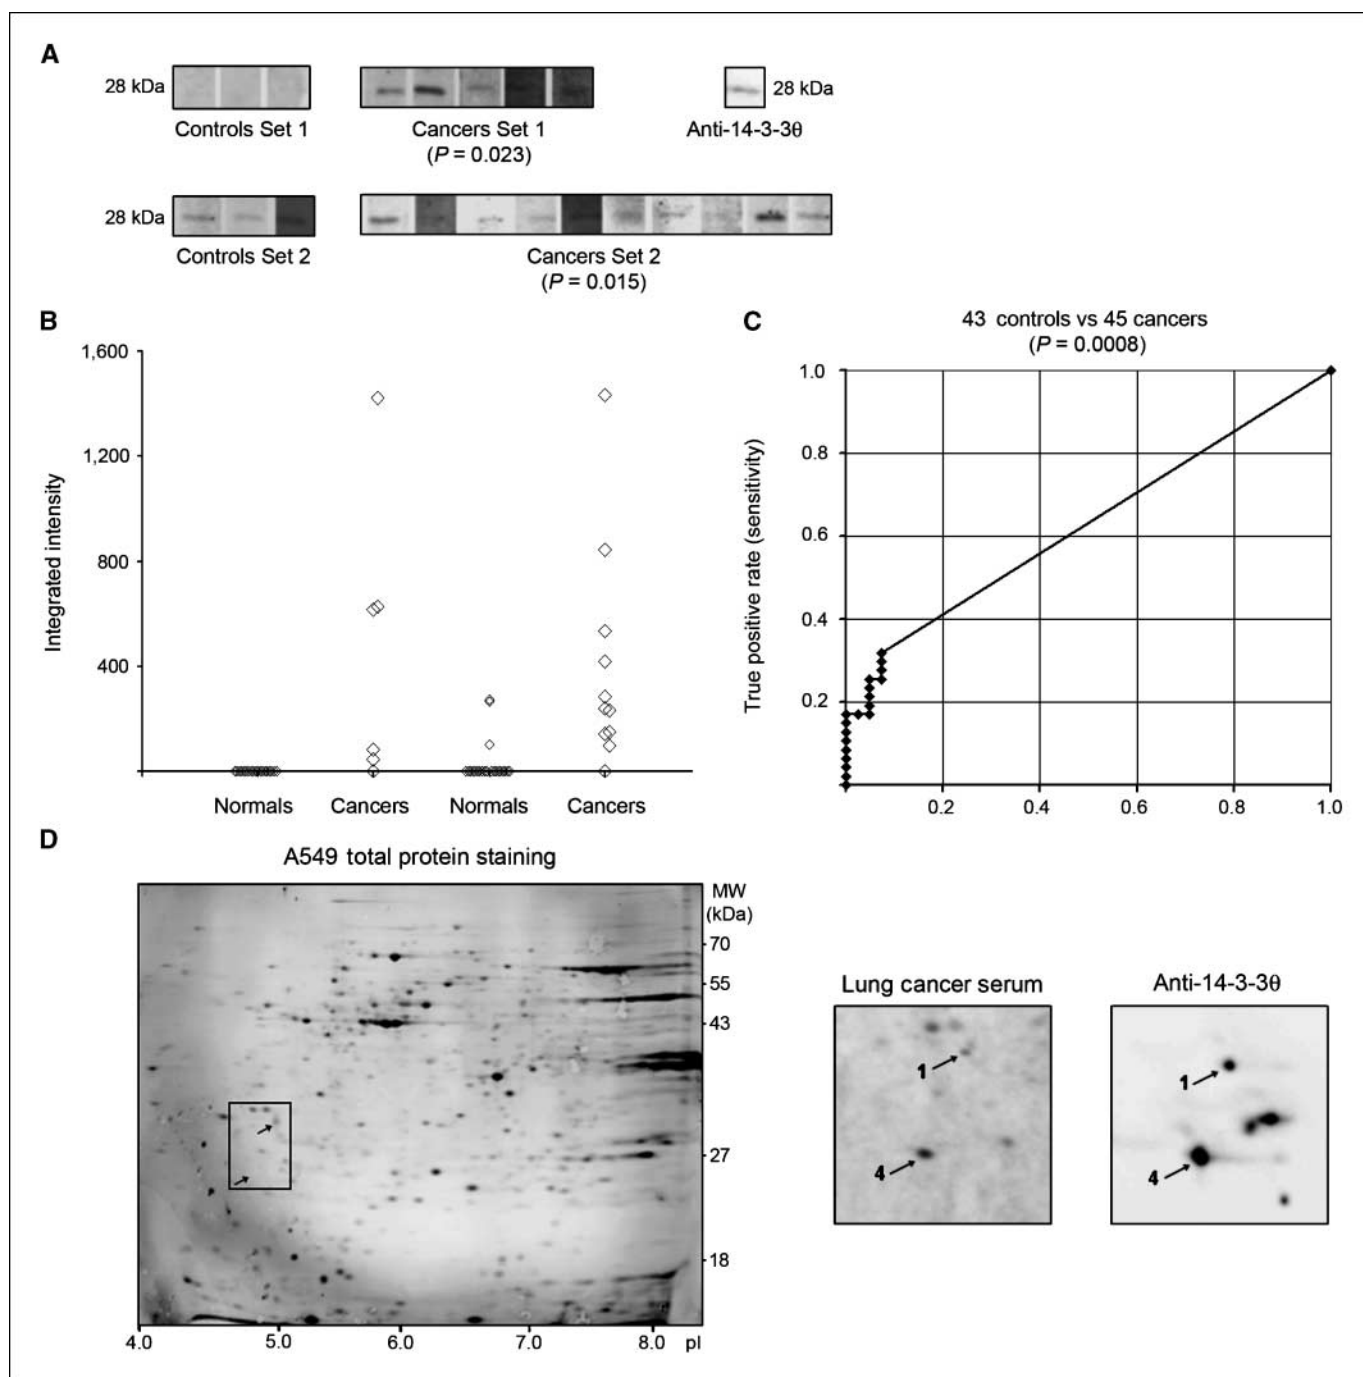 A
28 kDa
Controls Set 1
Cancers Set 1
(P = 0.023)
28 kDa
Anti-14-3-3θ
28 kDa
Controls Set 2
Cancers Set 2
(P = 0.015)
B
1,600
1,200
800
400
Integrated intensity
Normals Cancers Normals Cancers
C
43 controls vs 45 cancers
(P = 0.0008)
1.0
0.8
0.6
0.4
0.2
True positive rate (sensitivity)
0.2 0.4 0.6 0.8 1.0
D
A549 total protein staining
MW
(kDa)
70
55
43
27
18
4.0 5.0 6.0 7.0 8.0 pI
Lung cancer serum
1
4
Anti-14-3-3θ
1
4